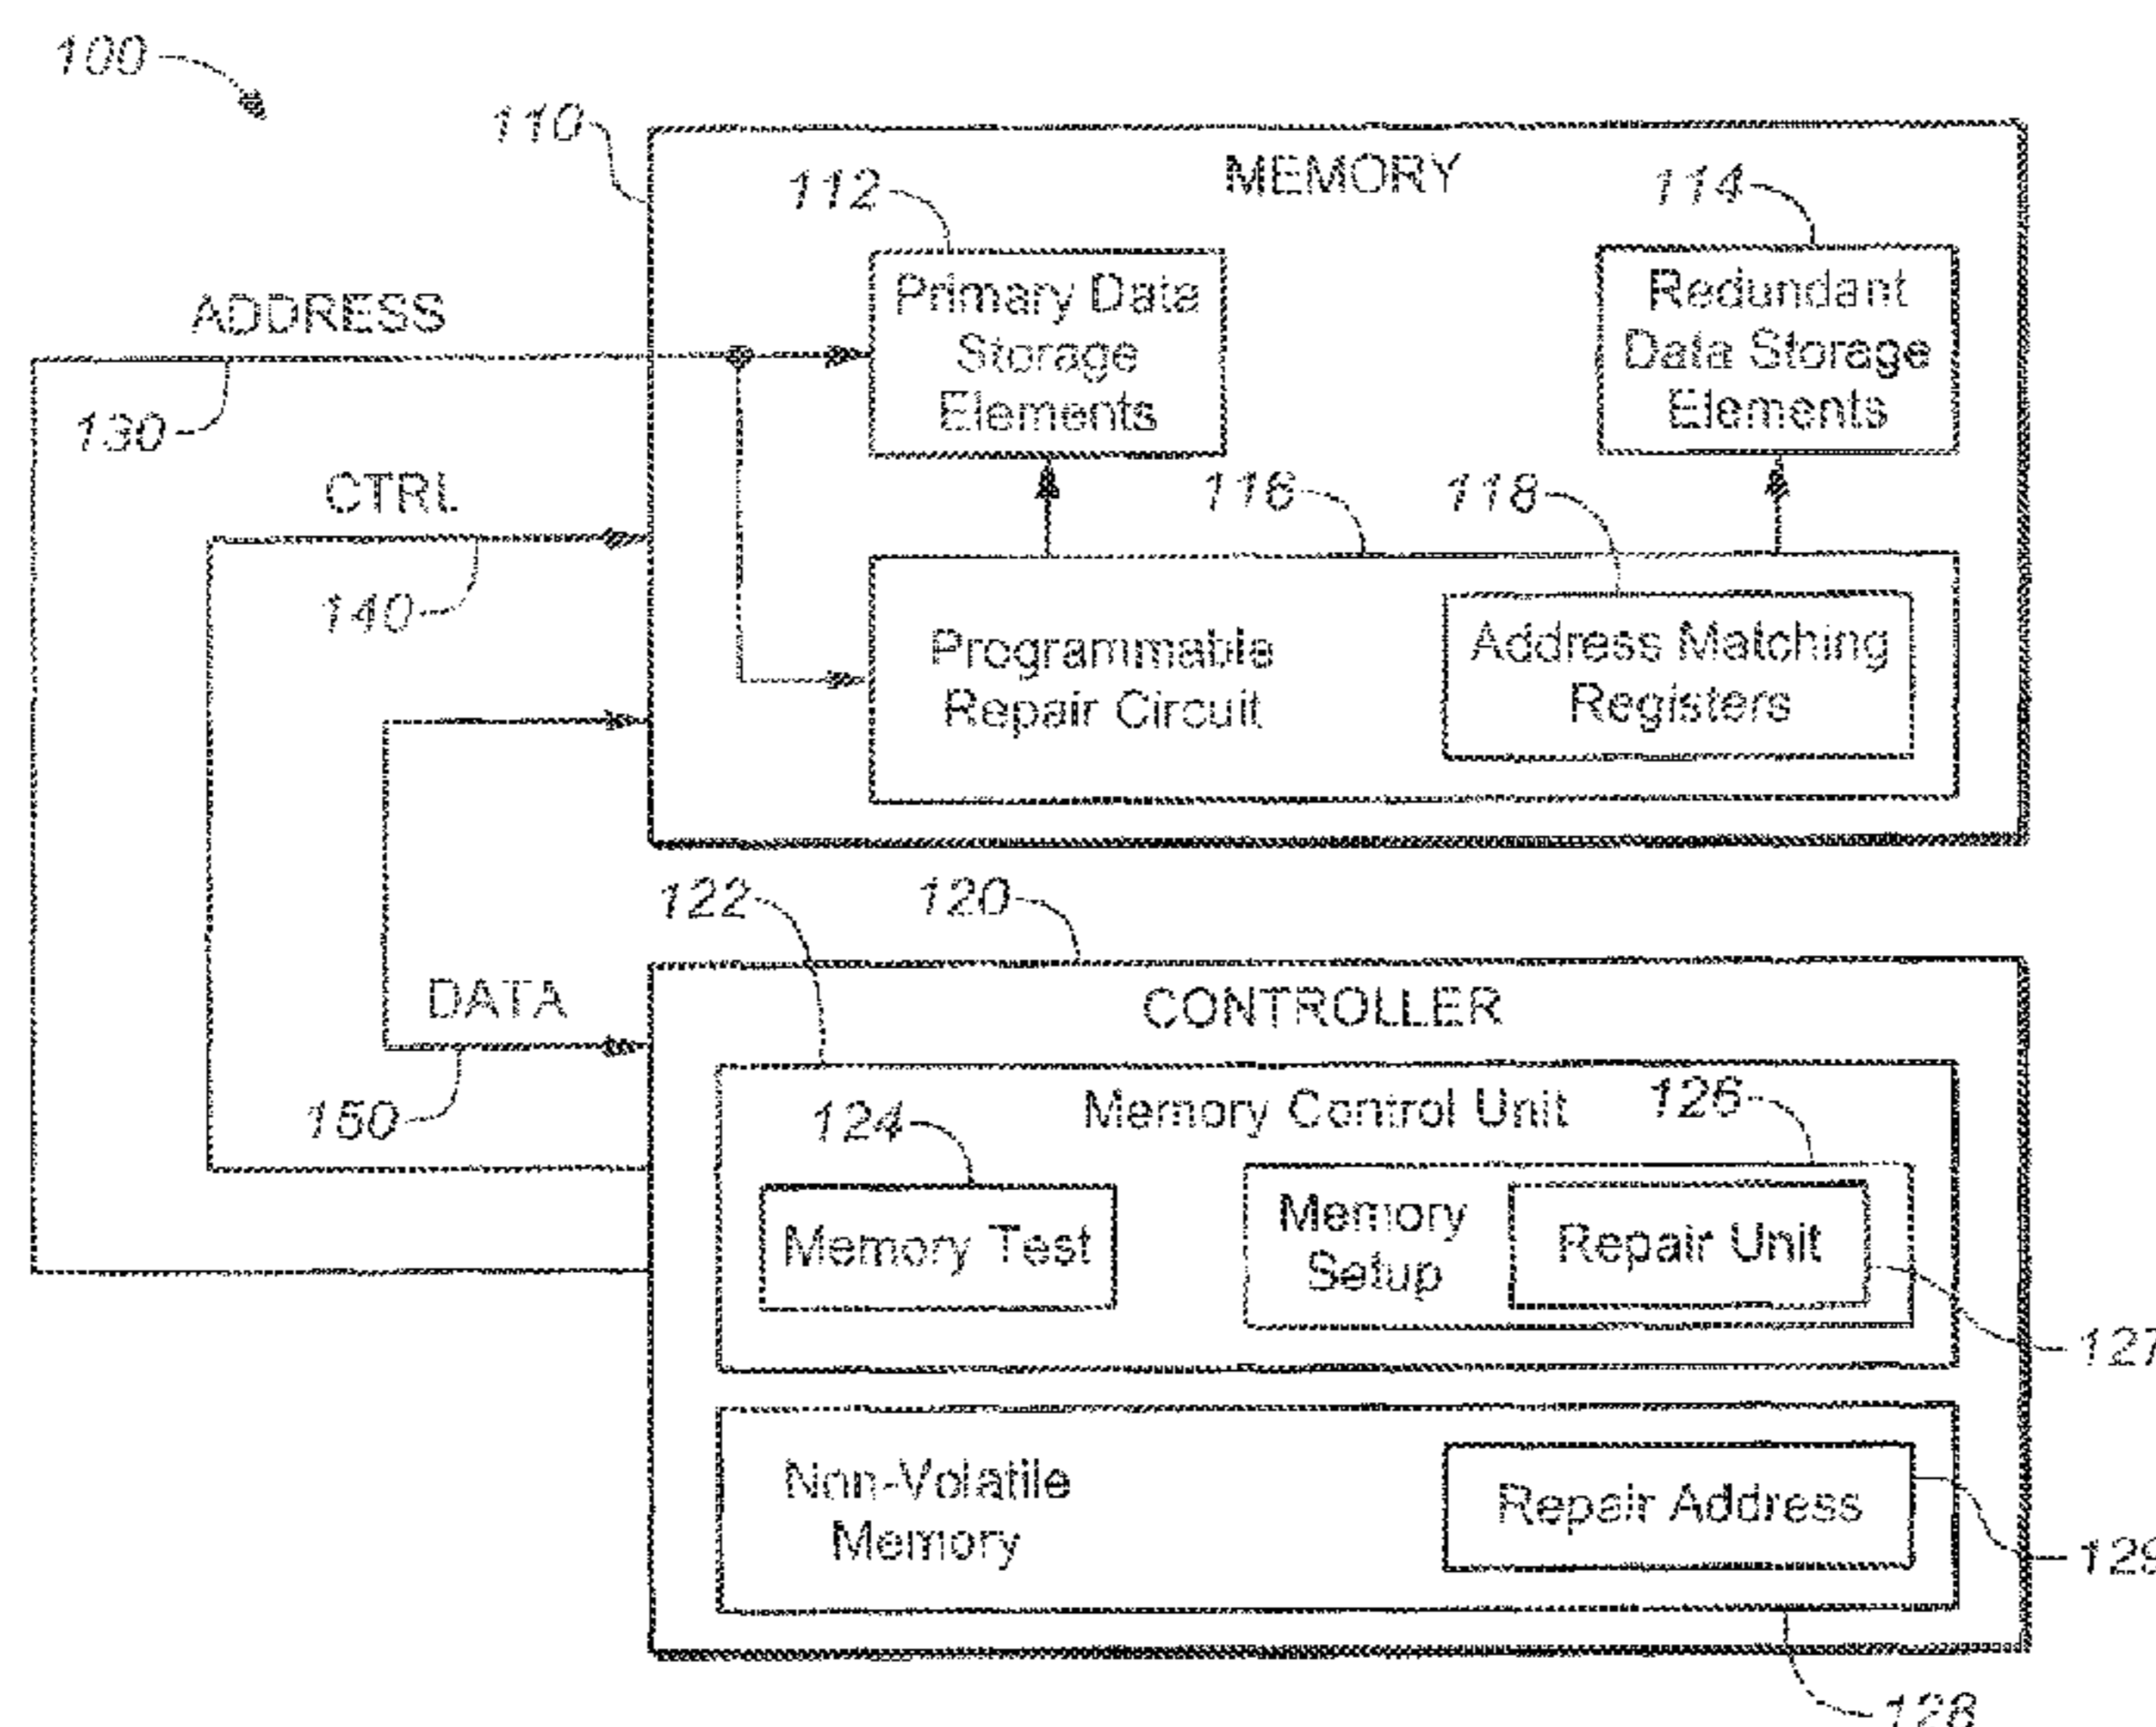 100
110
MEMORY
112
114
Primary Data
Storage
Elements
Redundant
Data Storage
Elements
ADDRESS
130
CTRL
140
116
118
Programmable
Repair Circuit
Address Matching
Registers
122
120
CONTROLLER
DATA
150
Memory Control Unit
126
124
Memory Test
Memory
Setup
Repair Unit
127
Non-Volatile
Memory
Repair Address
129
128